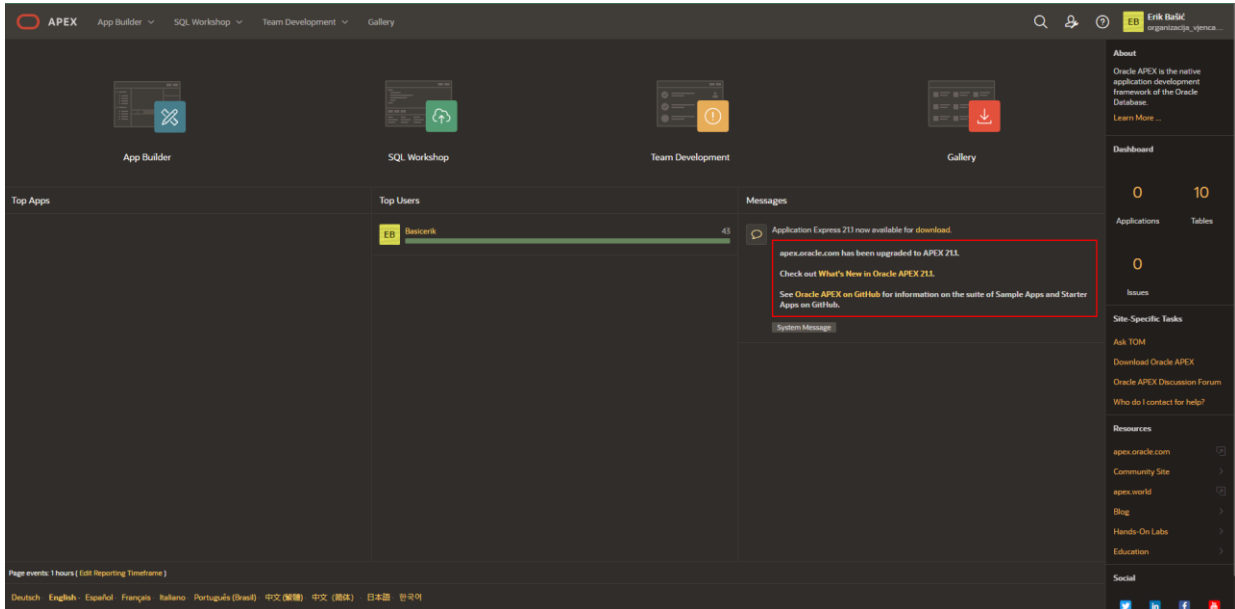 APEX App Builder SQL Workshop Team Development Gallery
EB Erik Bašić
organizacija_vjenca...
App Builder
SQL Workshop
Team Development
Gallery
Top Apps
Top Users
EB Basicerik 43
Messages
Application Express 21.1 now available for download.
apex.oracle.com has been upgraded to APEX 21.1.
Check out What's New in Oracle APEX 21.1.
See Oracle APEX on GitHub for information on the suite of Sample Apps and Starter
Apps on GitHub.
System Message
About
Oracle APEX is the native
application development
framework of the Oracle
Database.
Learn More ...
Dashboard
0 10
Applications Tables
0
Issues
Site-Specific Tasks
Ask TOM
Download Oracle APEX
Oracle APEX Discussion Forum
Who do I contact for help?
Resources
apex.oracle.com
Community Site
apex.world
Blog
Hands-On Labs
Education
Social
Page events: 1 hours ( Edit Reporting Timeframe )
Deutsch English Español Français Italiano Português (Brasil) 中文 (繁體) 中文 (简体) 日本語 한국어